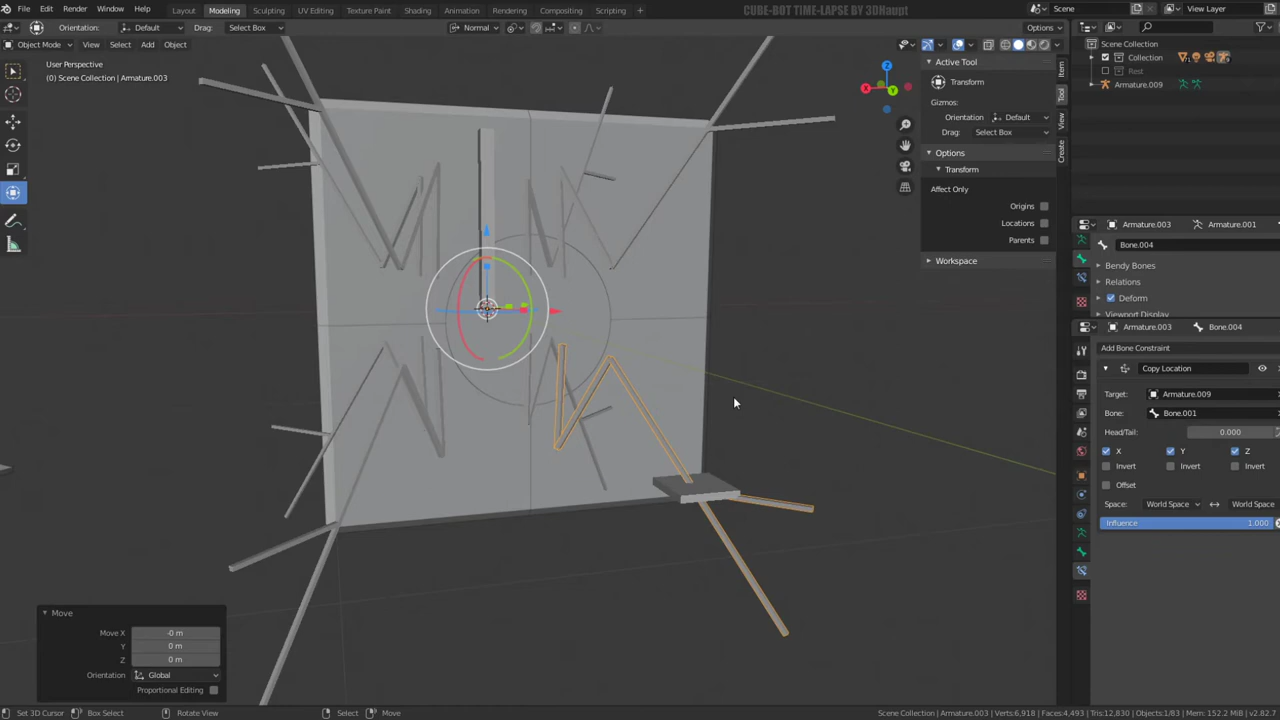 File Edit Render Window Help Layout Modeling Sculpting UV Editing Texture Paint Shading Animation Rendering Compositing Scripting CUBE-BOT TIME-LAPSE BY 3DHaupt Scene View Layer
Orientation: Default Drag: Select Box Normal Options
Object Mode View Select Add Object
User Perspective
(0) Scene Collection | Armature.003
Active Tool
Transform
Gizmos:
Orientation Default
Drag: Select Box
Options
Transform
Affect Only
Origins
Locations
Parents
Workspace
Item
Tool
View
Create
Scene Collection
Collection
Rest
Armature.009
Armature.003 Armature.001
Bone.004
Bendy Bones
Relations
Deform
Viewport Display
Armature.003 Bone.004
Add Bone Constraint
Copy Location
Target: Armature.009
Bone: Bone.001
Head/Tail: 0.000
X Y Z
Invert Invert Invert
Offset
Space: World Space World Space
Influence 1.000
Move
Move X -0 m
Y 0 m
Z 0 m
Orientation Global
Proportional Editing
Set 3D Cursor Box Select Rotate View Select Move Scene Collection | Armature.003 | Verts:6,918 | Faces:4,493 | Tris:12,830 | Objects:1/83 | Mem: 152.2 MiB | v2.82.7